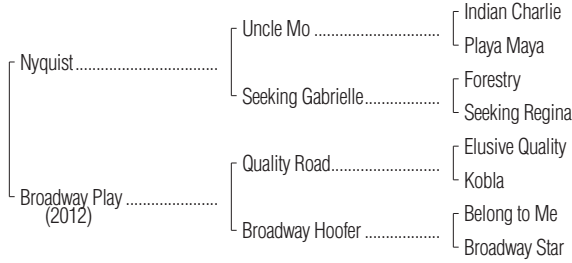 Indian Charlie
Uncle Mo ................................
Playa Maya
Nyquist....................................
Forestry
Seeking Gabrielle...................
Seeking Regina
Elusive Quality
Quality Road...........................
Kobla
Broadway Play .......................
(2012)
Belong to Me
Broadway Hoofer ...................
Broadway Star